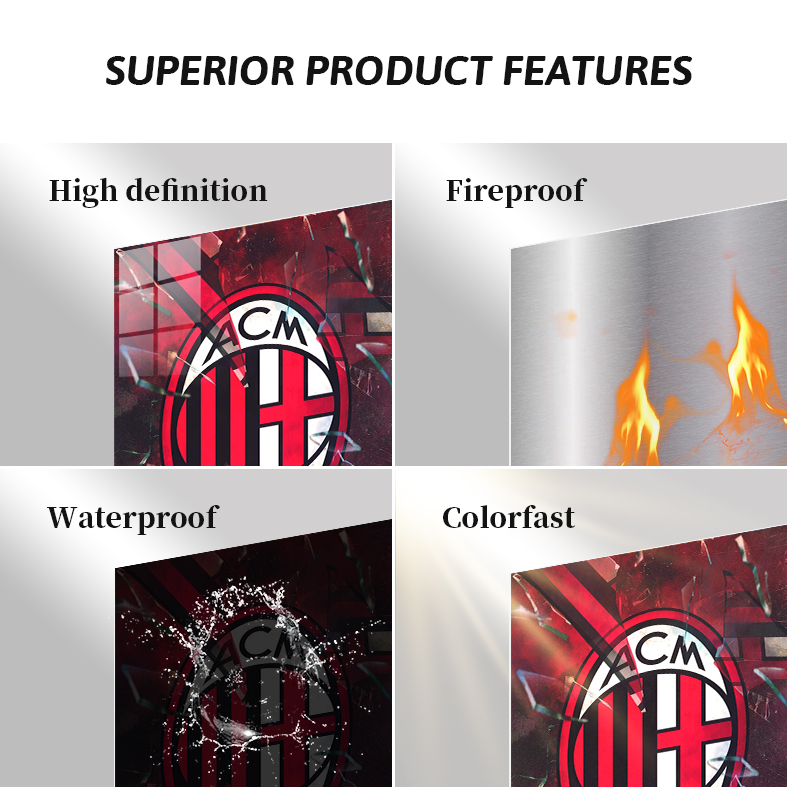 SUPERIOR PRODUCT FEATURES
High definition
Fireproof
ACM
Waterproof
Colorfast
ACM
ACM